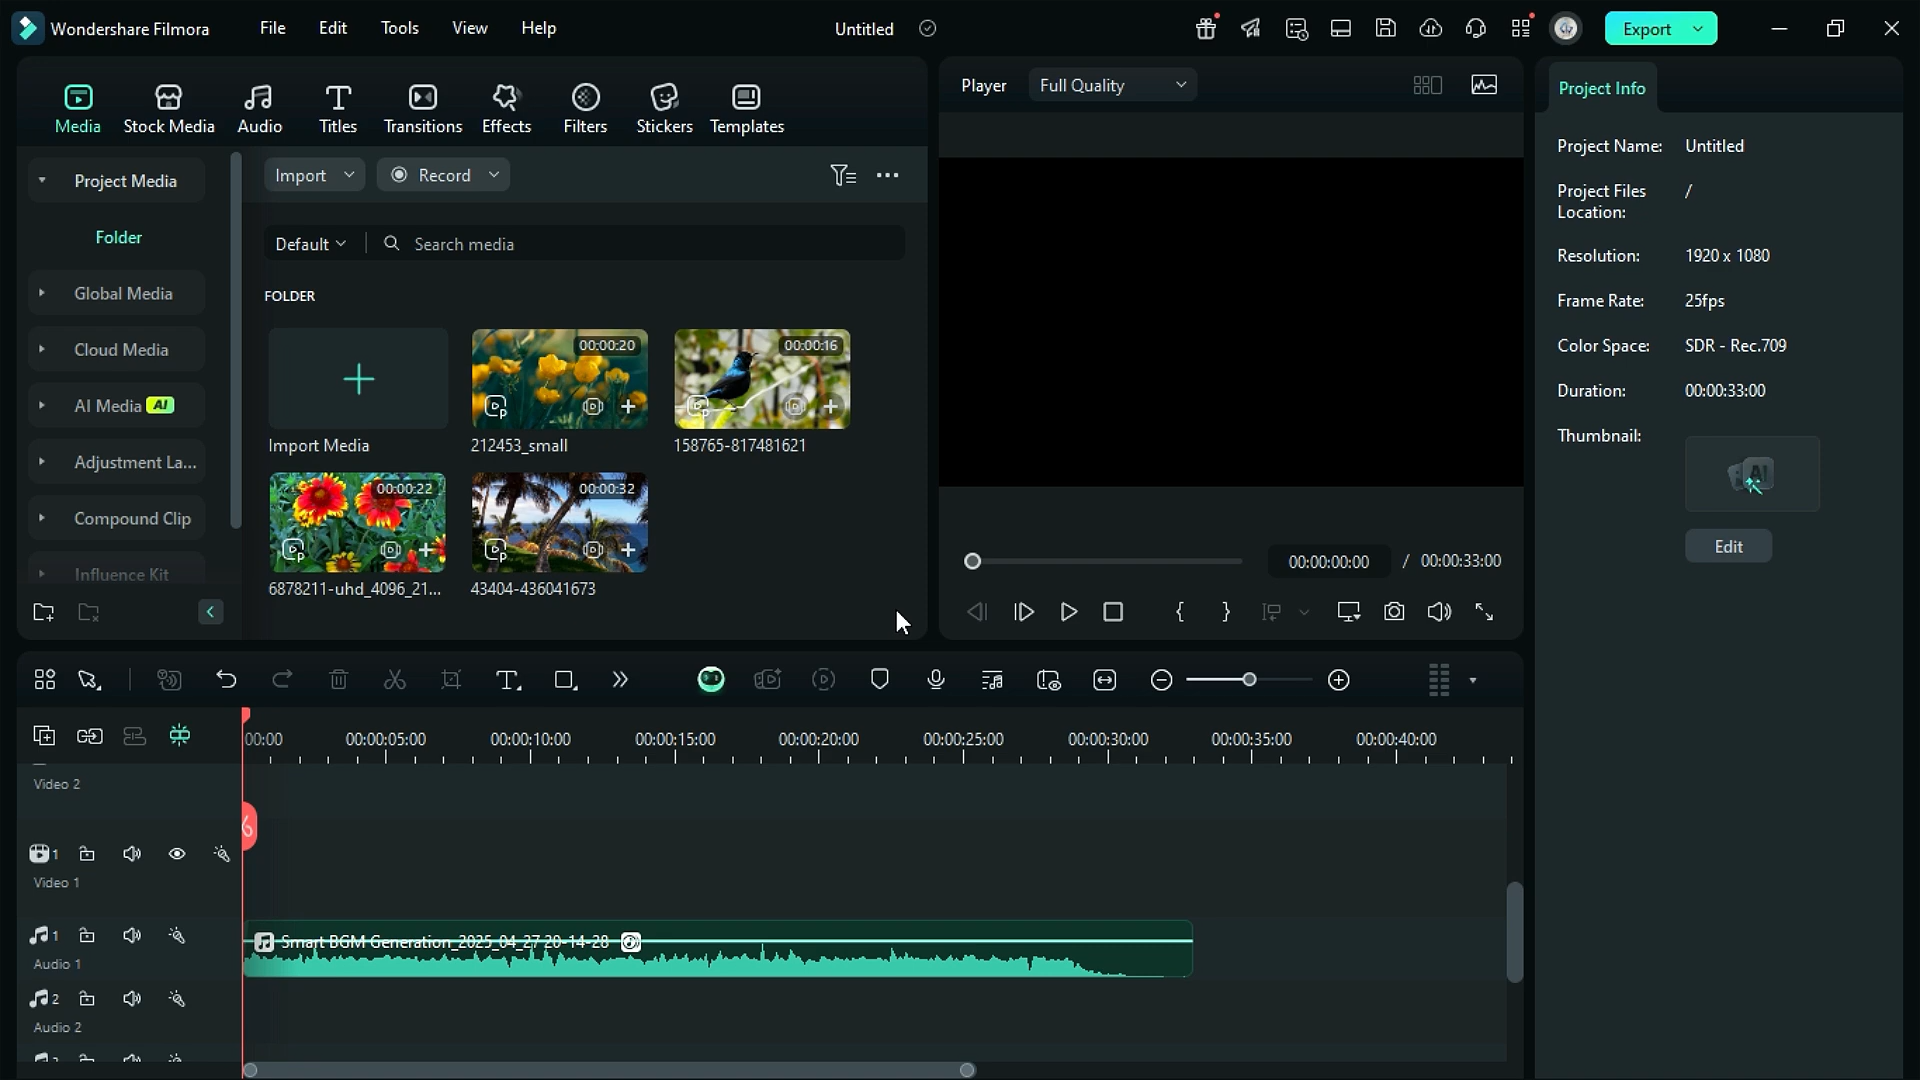 Wondershare Filmora
File
Edit
Tools
View
Help
Untitled
Export
Media
Stock Media
Audio
Titles
Transitions
Effects
Filters
Stickers
Templates
Project Media
Folder
Global Media
Cloud Media
AI Media AI
Adjustment La...
Compound Clip
Influence Kit
Import
Record
Default
Search media
FOLDER
Import Media
00:00:20
212453_small
00:00:16
158765-817481621
00:00:22
6878211-uhd_4096_21...
00:00:32
43404-436041673
Player
Full Quality
00:00:00:00
/ 00:00:33:00
Project Info
Project Name: Untitled
Project Files
Location:
/
Resolution: 1920 x 1080
Frame Rate: 25fps
Color Space: SDR - Rec.709
Duration: 00:00:33:00
Thumbnail:
AI
Edit
00:00
00:00:05:00
00:00:10:00
00:00:15:00
00:00:20:00
00:00:25:00
00:00:30:00
00:00:35:00
00:00:40:00
Video 2
1
Video 1
1
Audio 1
Smart BGM Generation_2025_04_27 20-14-28
2
Audio 2